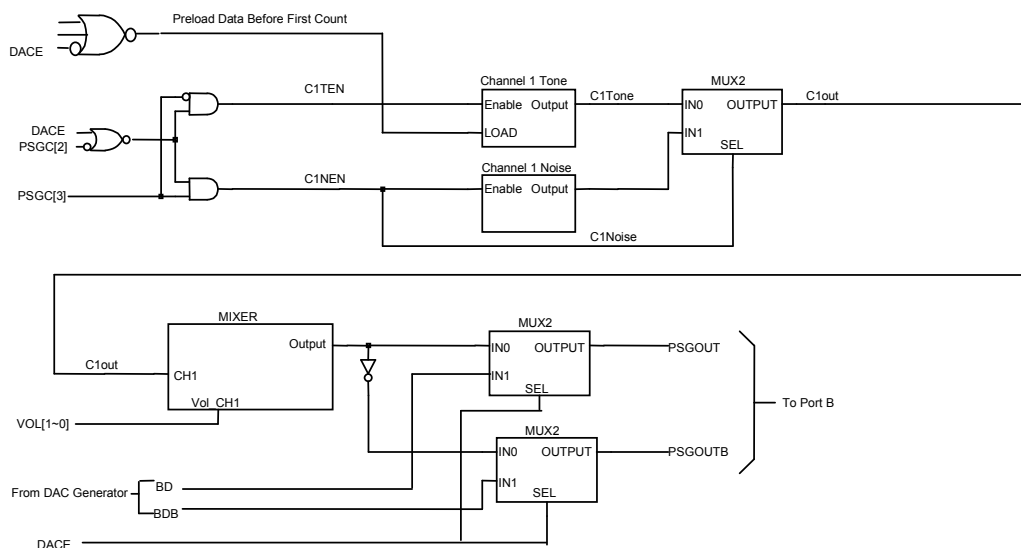 Preload Data Before First Count
DACE
C1TEN
Channel 1 Tone
Enable Output
LOAD
C1Tone
MUX2
IN0 OUTPUT
IN1
SEL
C1out
DACE
PSGC[2]
PSGC[3]
C1NEN
Channel 1 Noise
Enable Output
C1Noise
MIXER
Output
C1out
CH1
Vol_CH1
VOL[1~0]
MUX2
IN0 OUTPUT
IN1
SEL
PSGOUT
MUX2
IN0 OUTPUT
IN1
SEL
PSGOUTB
To Port B
From DAC Generator
BD
BDB
DACE